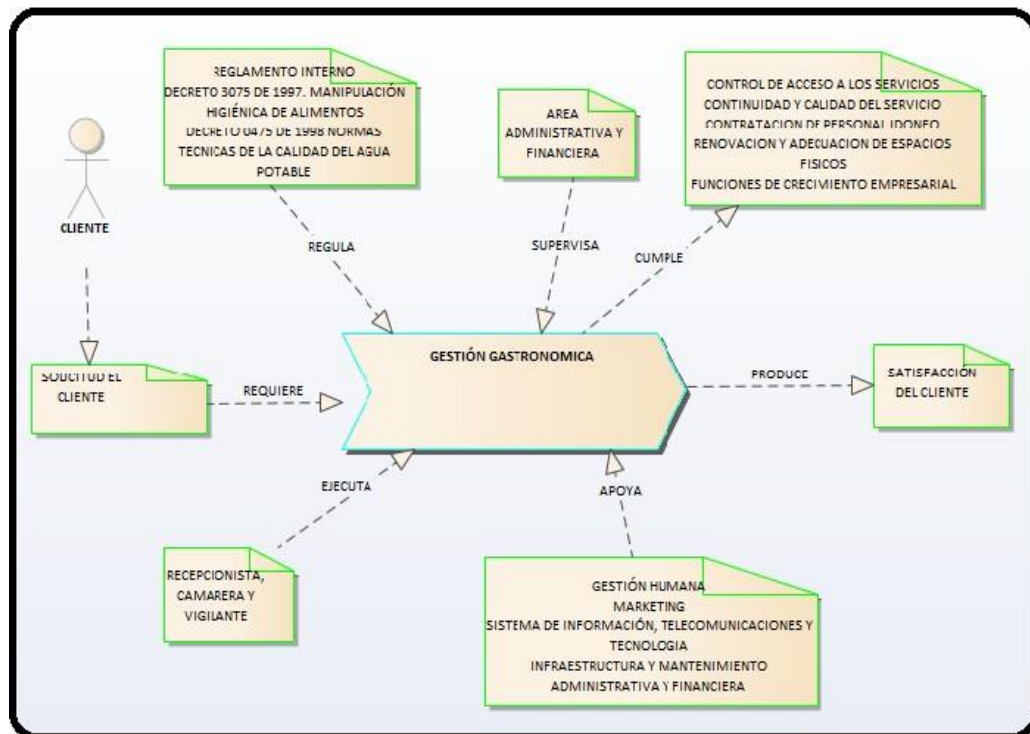 REGLAMENTO INTERNO
DECRETO 3075 DE 1997. MANIPULACIÓN
HIGIÉNICA DE ALIMENTOS
DECRETO 0475 DE 1998 NORMAS
TECNICAS DE LA CALIDAD DEL AGUA
POTABLE
AREA
ADMINISTRATIVA Y
FINANCIERA
CONTROL DE ACCESO A LOS SERVICIOS
CONTINUIDAD Y CALIDAD DEL SERVICIO
CONTRATACION DE PERSONAL IDONEO
RENOVACION Y ADECUACION DE ESPACIOS
FISICOS
FUNCIONES DE CRECIMIENTO EMPRESARIAL
CLIENTE
REGULA
SUPERVISA
CUMPLE
GESTIÓN GASTRONOMICA
SOLICITUD EL
CLIENTE
REQUIERE
PRODUCE
SATISFACCIÓN
DEL CLIENTE
EJECUTA
APOYA
RECEPCIONISTA,
CAMARERA Y
VIGILANTE
GESTIÓN HUMANA
MARKETING
SISTEMA DE INFORMACIÓN, TELECOMUNICACIONES Y
TECNOLOGIA
INFRAESTRUCTURA Y MANTENIMIENTO
ADMINISTRATIVA Y FINANCIERA